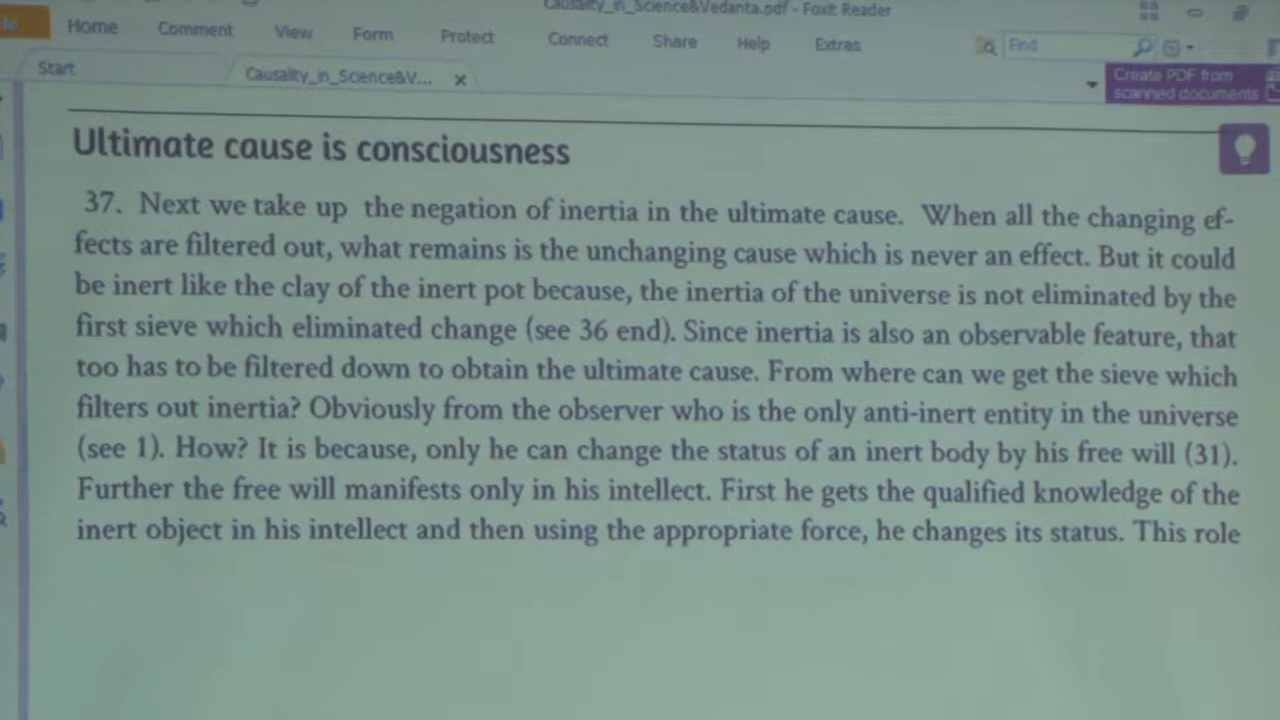 Causality_in_Science&Vedanta.pdf - Foxit Reader
Home Comment View Form Protect Connect Share Help Extras Find
Start Causality_in_Science&V... ×
Create PDF from
scanned documents
Ultimate cause is consciousness
37. Next we take up the negation of inertia in the ultimate cause. When all the changing ef-
fects are filtered out, what remains is the unchanging cause which is never an effect. But it could
be inert like the clay of the inert pot because, the inertia of the universe is not eliminated by the
first sieve which eliminated change (see 36 end). Since inertia is also an observable feature, that
too has to be filtered down to obtain the ultimate cause. From where can we get the sieve which
filters out inertia? Obviously from the observer who is the only anti-inert entity in the universe
(see 1). How? It is because, only he can change the status of an inert body by his free will (31).
Further the free will manifests only in his intellect. First he gets the qualified knowledge of the
inert object in his intellect and then using the appropriate force, he changes its status. This role